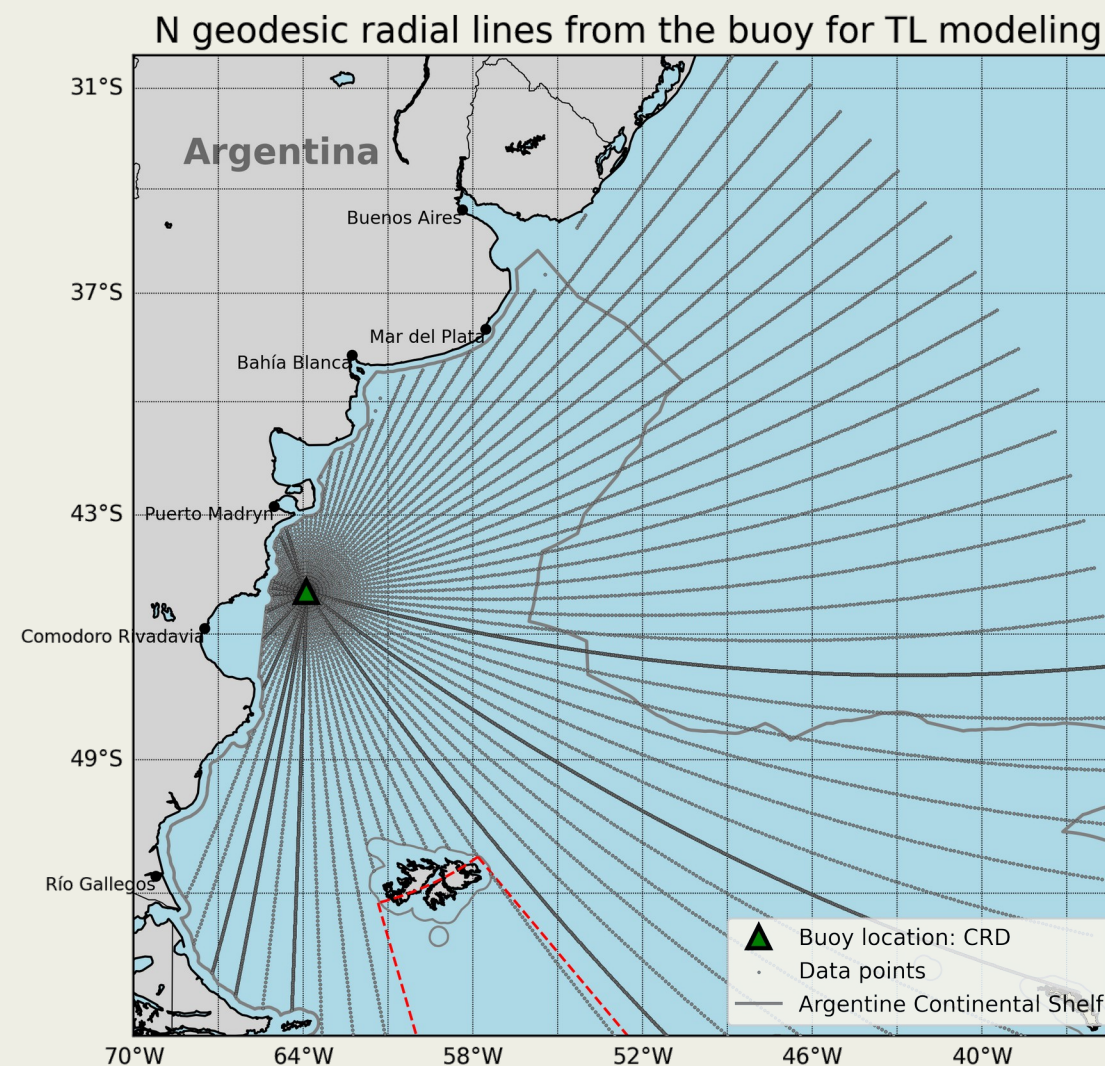 N geodesic radial lines from the buoy for TL modeling
31°S
Argentina
Buenos Aires
37°S
Mar del Plata
Bahía Blanca
43°S
Puerto Madryn
Comodoro Rivadavia
49°S
Río Gallegos
Buoy location: CRD
Data points
Argentine Continental Shelf
70°W
64°W
58°W
52°W
46°W
40°W